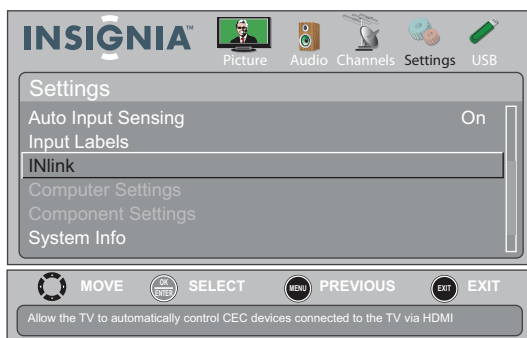 INSIGNIA™
Picture Audio Channels Settings USB
Settings
Auto Input Sensing On
Input Labels
INlink
Computer Settings
Component Settings
System Info
MOVE OK ENTER SELECT MENU PREVIOUS EXIT EXIT
Allow the TV to automatically control CEC devices connected to the TV via HDMI